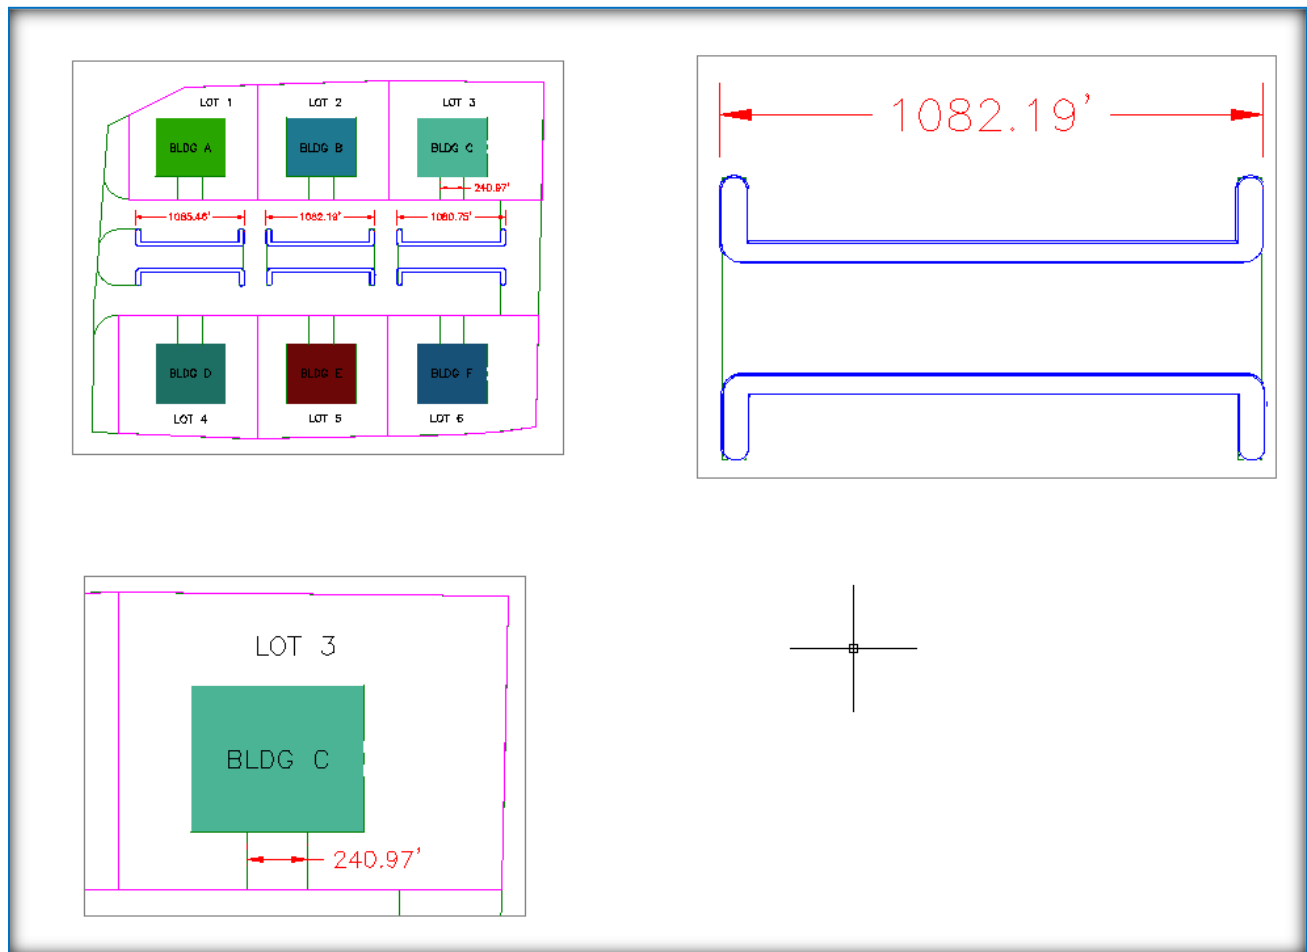 LOT 1 LOT 2 LOT 3
BLDG A BLDG B BLDG C
240.97'
1085.46' 1082.19' 1080.75'
BLDG D BLDG E BLDG F
LOT 4 LOT 5 LOT 6
1082.19'
LOT 3
BLDG C
240.97'